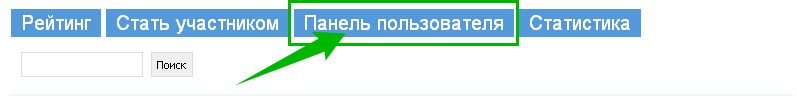 Рейтинг Стать участником Панель пользователя Статистика
Поиск